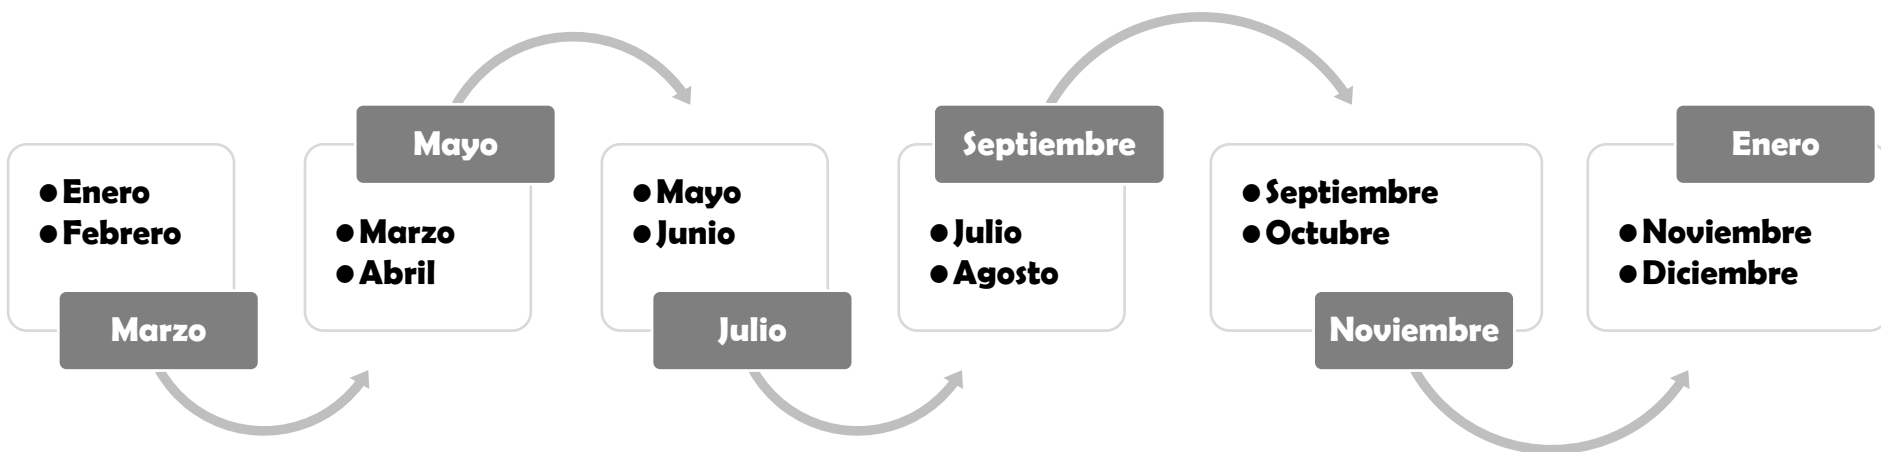 Enero
Febrero
Marzo
Mayo
Marzo
Abril
Mayo
Junio
Julio
Septiembre
Julio
Agosto
Septiembre
Octubre
Noviembre
Enero
Noviembre
Diciembre